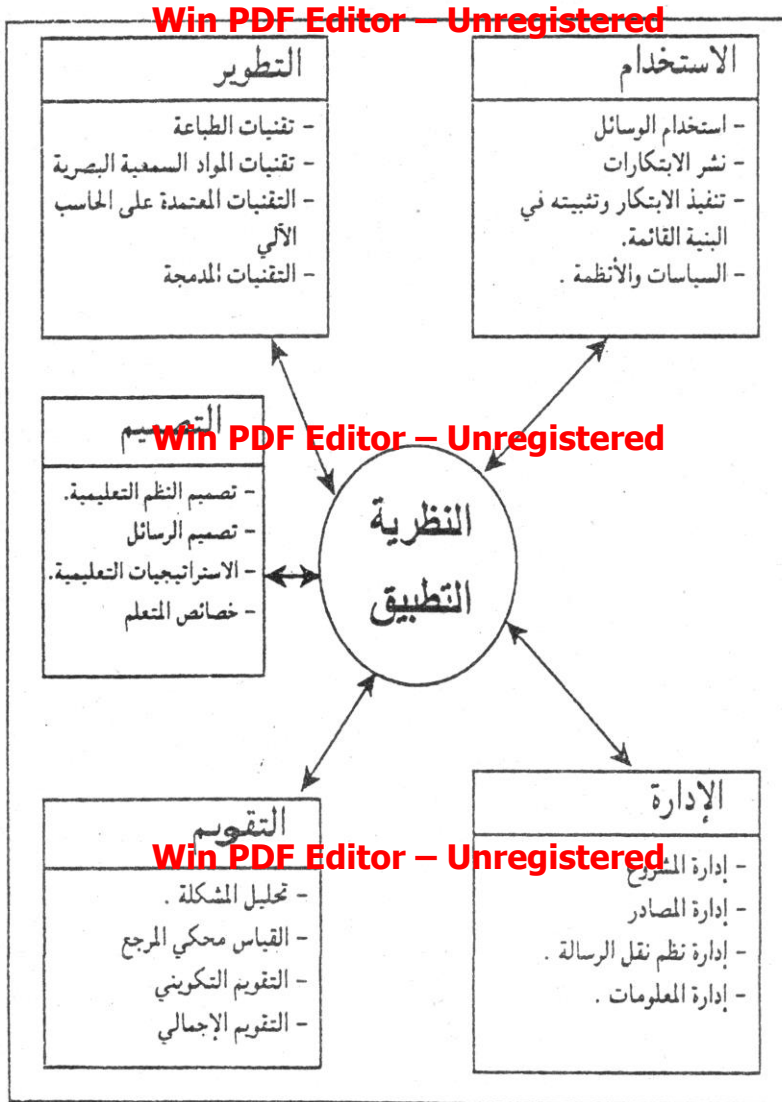 Win PDF Editor – Unregistered
الاستخدام
- استخدام الوسائل
- نشر الابتكارات
- تنفيذ الابتكار وتثبيته في
البنية القائمة.
- السياسات والأنظمة .
التطوير
- تقنيات الطباعة
- تقنيات المواد السمعية البصرية
- التقنيات المعتمدة على الحاسب
الآلي
- التقنيات المدمجة
التصميم
Win PDF Editor – Unregistered
- تصميم النظم التعليمية.
- تصميم الرسائل
- الاستراتيجيات التعليمية.
- خصائص المتعلم
النظرية
التطبيق
الإدارة
- إدارة المشروع
- إدارة المصادر
- إدارة نظم نقل الرسالة .
- إدارة المعلومات .
التقويم
Win PDF Editor – Unregistered
- تحليل المشكلة .
- القياس محكي المرجع
- التقويم التكويني
- التقويم الإجمالي